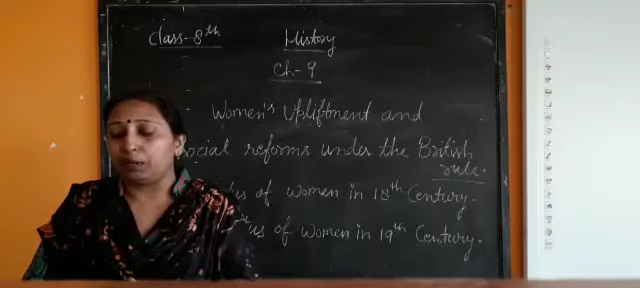 Class-8th
History
Ch-9
Women's Upliftment and
Social reforms under the British
rule.
of women in 18th Century.
of women in 19th Century.